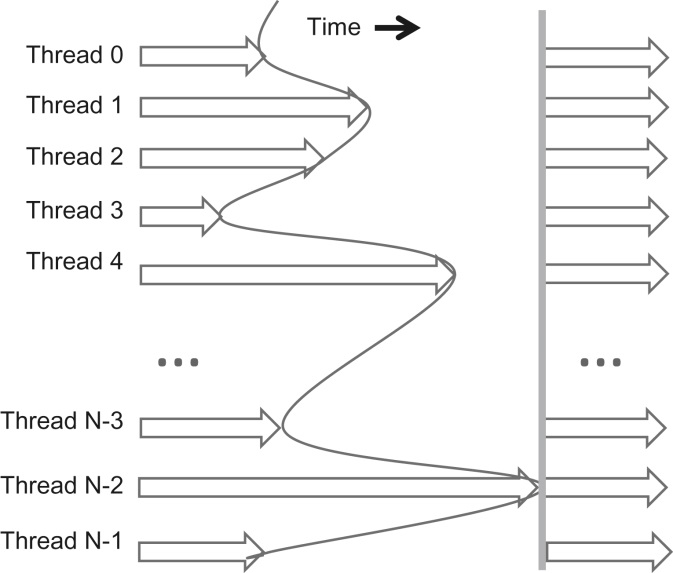 Time
Thread 0
Thread 1
Thread 2
Thread 3
Thread 4
... ...
Thread N-3
Thread N-2
Thread N-1